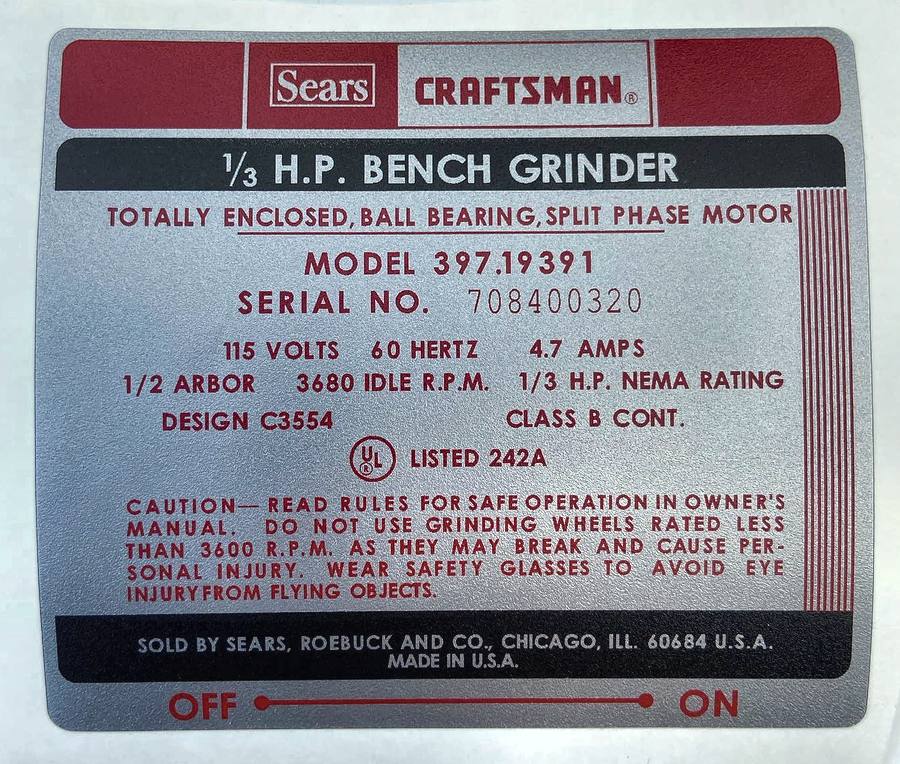 Sears CRAFTSMAN®
1/3 H.P. BENCH GRINDER
TOTALLY ENCLOSED, BALL BEARING, SPLIT PHASE MOTOR
MODEL 397.19391
SERIAL NO. 708400320
115 VOLTS 60 HERTZ 4.7 AMPS
1/2 ARBOR 3680 IDLE R.P.M. 1/3 H.P. NEMA RATING
DESIGN C3554 CLASS B CONT.
UL® LISTED 242A
CAUTION— READ RULES FOR SAFE OPERATION IN OWNER'S
MANUAL. DO NOT USE GRINDING WHEELS RATED LESS
THAN 3600 R.P.M. AS THEY MAY BREAK AND CAUSE PER-
SONAL INJURY. WEAR SAFETY GLASSES TO AVOID EYE
INJURY FROM FLYING OBJECTS.
SOLD BY SEARS, ROEBUCK AND CO., CHICAGO, ILL. 60684 U.S.A.
MADE IN U.S.A.
OFF ON